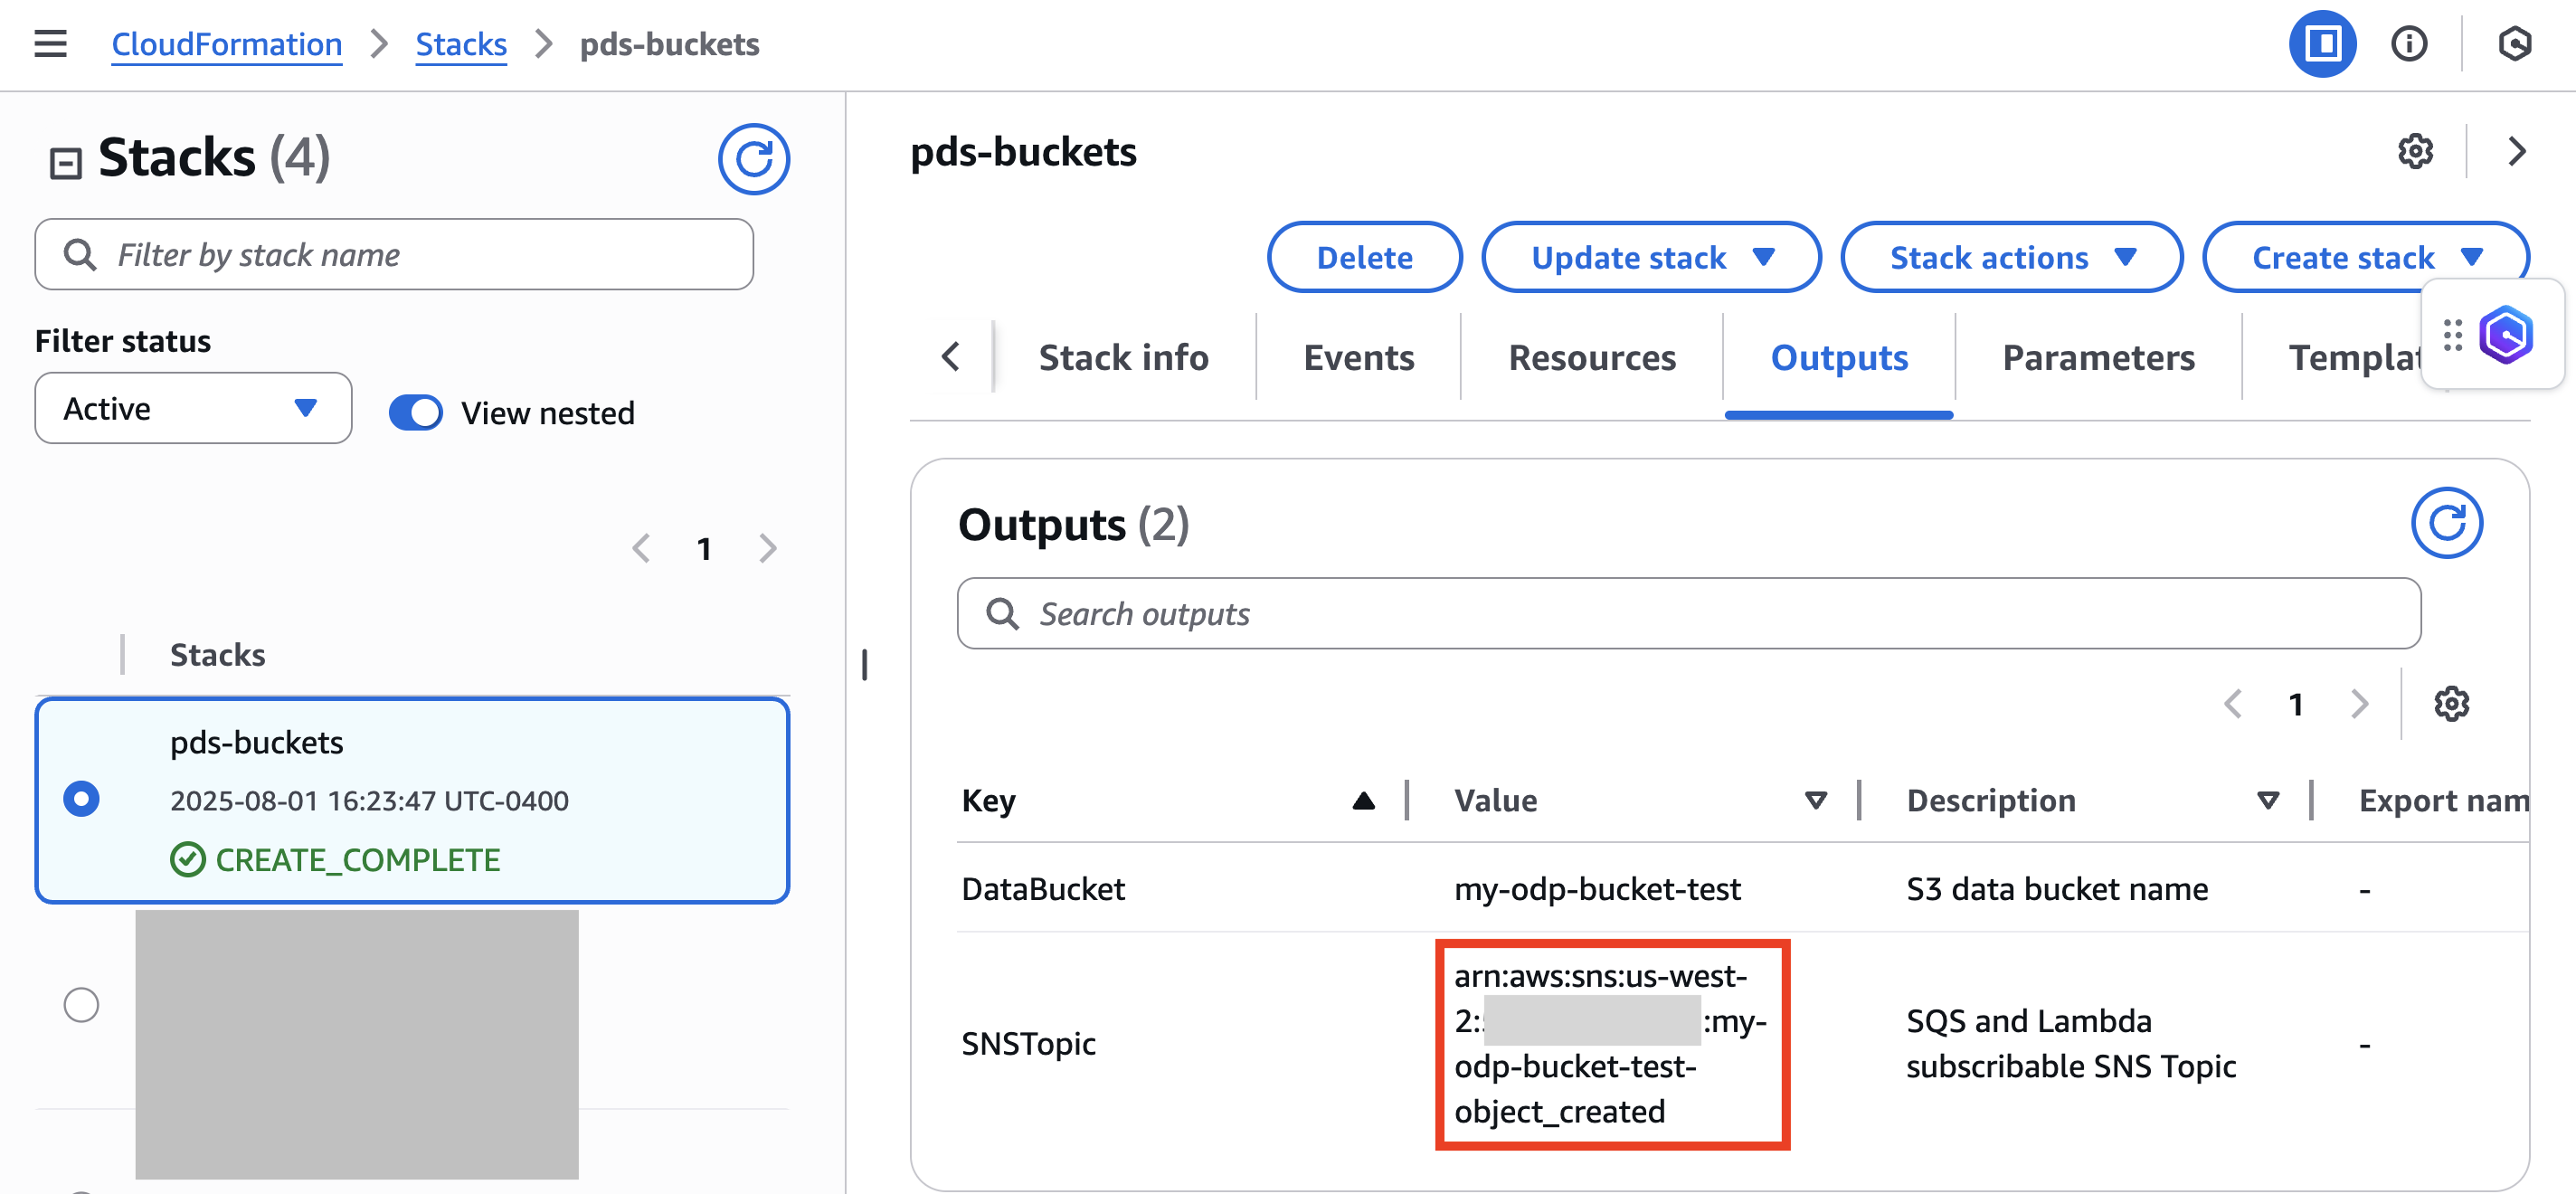 CloudFormation > Stacks > pds-buckets
Stacks (4)
Filter by stack name
Filter status
Active
View nested
1
Stacks
pds-buckets
2025-08-01 16:23:47 UTC-0400
CREATE_COMPLETE
pds-buckets
Delete
Update stack
Stack actions
Create stack
Stack info
Events
Resources
Outputs
Parameters
Templat
Outputs (2)
Search outputs
1
Key
Value
Description
Export nam
DataBucket
my-odp-bucket-test
S3 data bucket name
-
SNSTopic
arn:aws:sns:us-west-
2: :my-
odp-bucket-test-
object_created
SQS and Lambda
subscribable SNS Topic
-